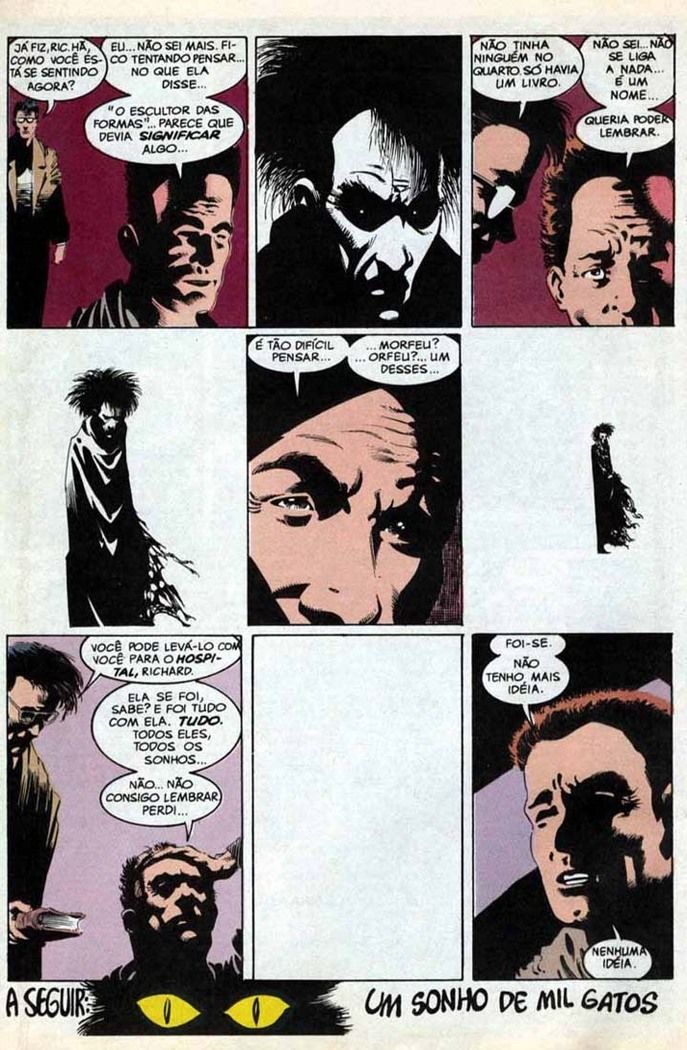 JÁ FIZ, RIC. HÃ,
COMO VOCÊ ES-
TÁ SE SENTINDO
AGORA?
EU... NÃO SEI MAIS. FI-
CO TENTANDO PENSAR...
NO QUE ELA
DISSE...
"O ESCULTOR DAS
FORMAS"... PARECE QUE
DEVIA SIGNIFICAR
ALGO...
NÃO TINHA
NINGUÉM NO
QUARTO. SÓ HAVIA
UM LIVRO.
NÃO SEI... NÃO
SE LIGA
A NADA...
É UM
NOME...
QUERIA PODER
LEMBRAR.
É TÃO DIFÍCIL
PENSAR...
...MORFEU?
...ORFEU?... UM
DESSES...
VOCÊ PODE LEVÁ-LO COM
VOCÊ PARA O HOSPI-
TAL, RICHARD.
ELA SE FOI,
SABE? E FOI TUDO
COM ELA. TUDO.
TODOS ELES,
TODOS OS
SONHOS...
NÃO... NÃO
CONSIGO LEMBRAR.
PERDI...
FOI-SE.
NÃO
TENHO MAIS
IDÉIA.
NENHUMA
IDÉIA.
A SEGUIR: UM SONHO DE MIL GATOS